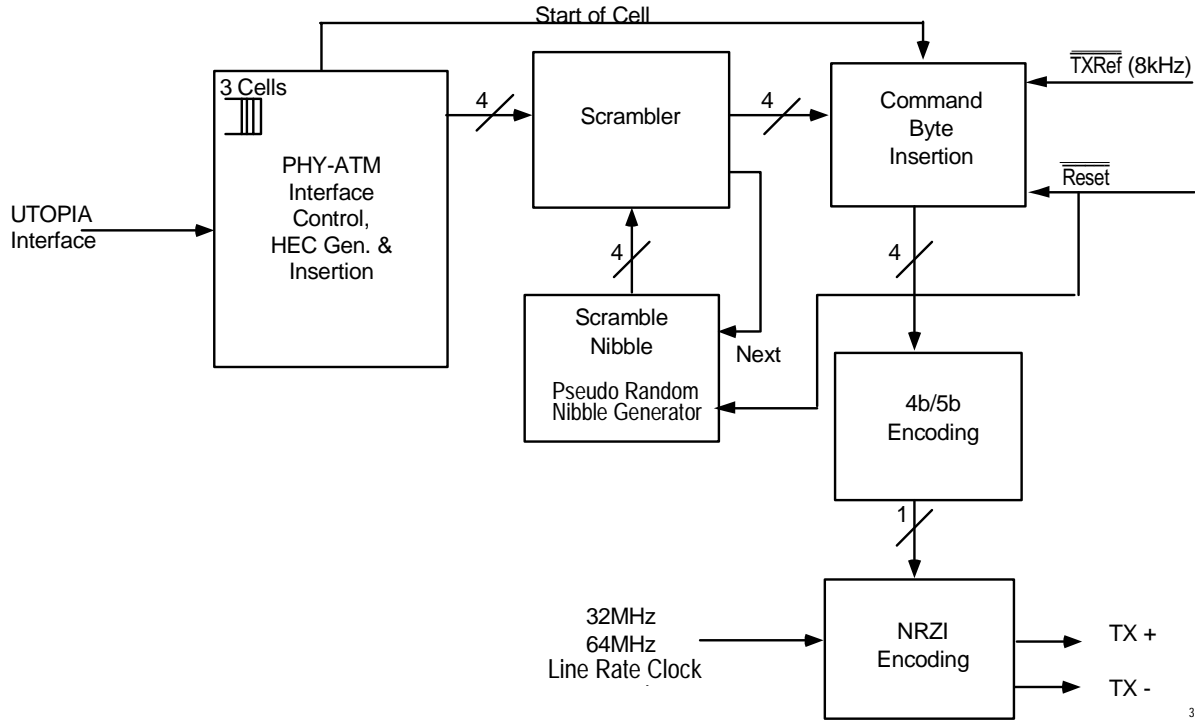 Start of Cell
3 Cells
PHY-ATM
Interface
Control,
HEC Gen. &
Insertion
UTOPIA
Interface
4
Scrambler
4
Command
Byte
Insertion
TXRef (8kHz)
Reset
4
Scramble
Nibble
Pseudo Random
Nibble Generator
Next
4
4b/5b
Encoding
1
32MHz
64MHz
Line Rate Clock
NRZI
Encoding
TX +
TX -
3